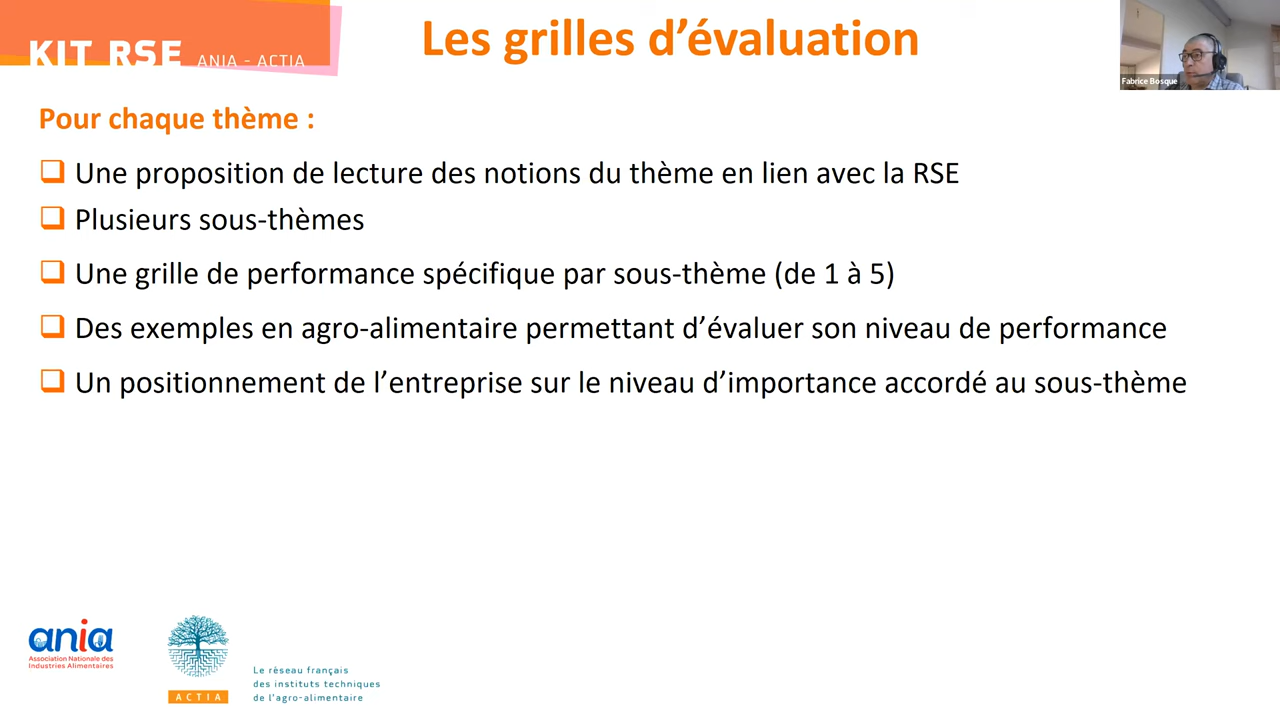 KIT RSE ANIA - ACTIA
Les grilles d’évaluation
Fabrice Bosque
Pour chaque thème :
Une proposition de lecture des notions du thème en lien avec la RSE
Plusieurs sous-thèmes
Une grille de performance spécifique par sous-thème (de 1 à 5)
Des exemples en agro-alimentaire permettant d’évaluer son niveau de performance
Un positionnement de l’entreprise sur le niveau d’importance accordé au sous-thème
ania
Association Nationale des
Industries Alimentaires
ACTIA
Le réseau français
des instituts techniques
de l'agro-alimentaire